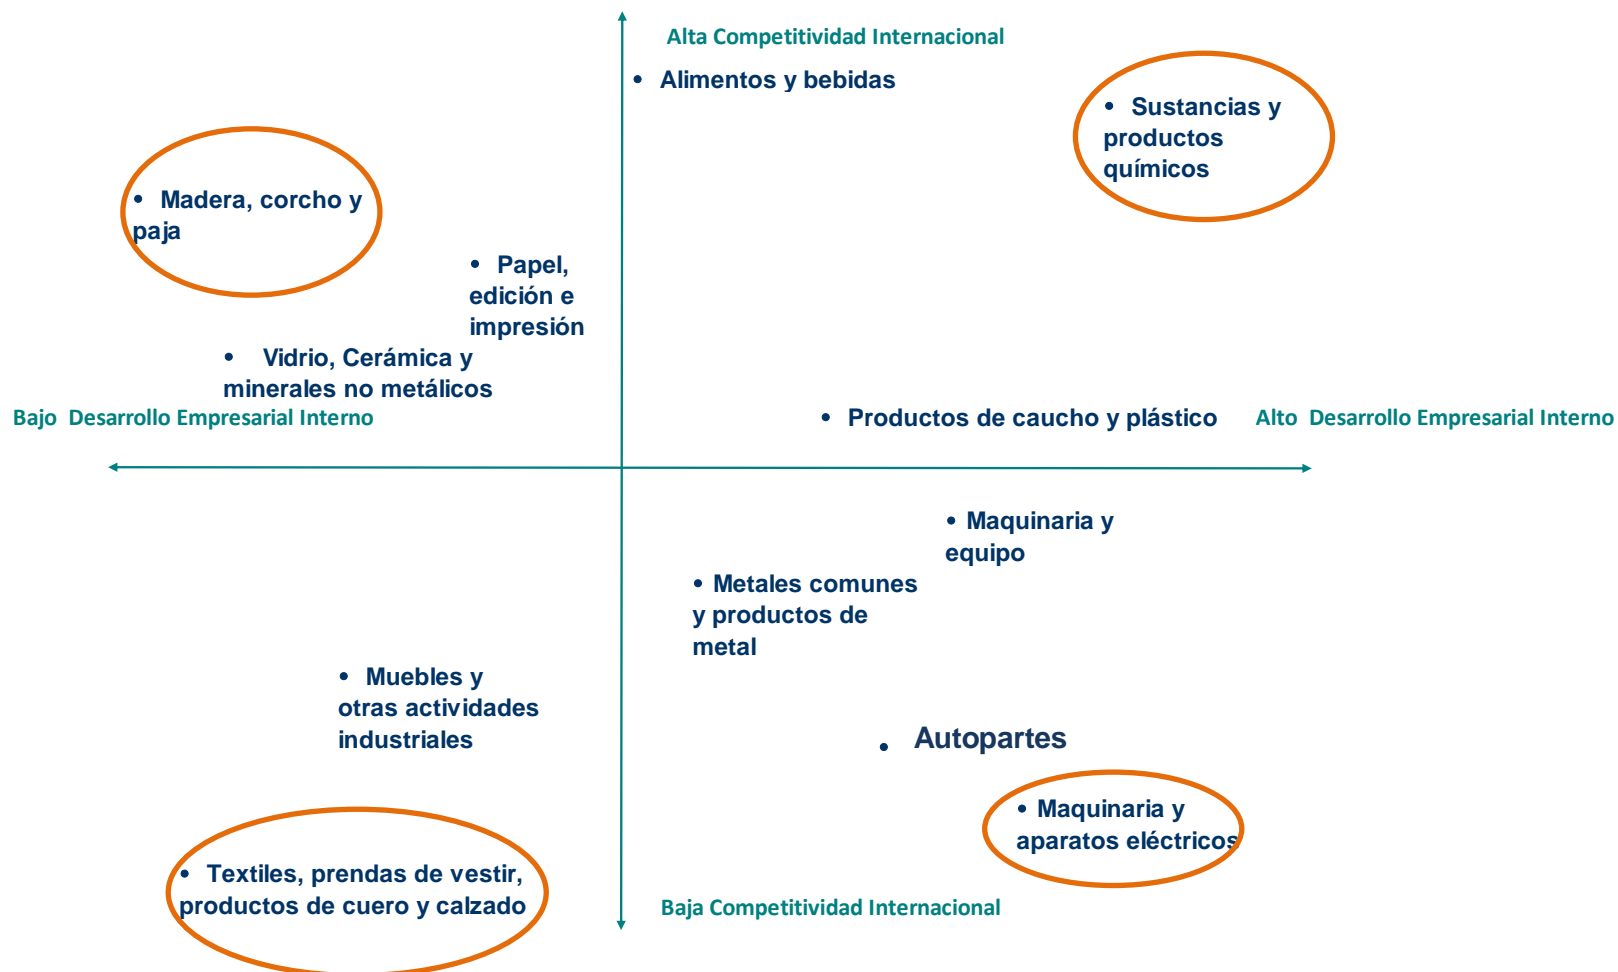 Alta Competitividad Internacional
• Alimentos y bebidas
• Sustancias y
productos
químicos
• Madera, corcho y
paja
• Papel,
edición e
impresión
• Vidrio, Cerámica y
minerales no metálicos
Bajo Desarrollo Empresarial Interno
• Productos de caucho y plástico
Alto Desarrollo Empresarial Interno
• Maquinaria y
equipo
• Metales comunes
y productos de
metal
• Muebles y
otras actividades
industriales
• Autopartes
• Maquinaria y
aparatos eléctricos
• Textiles, prendas de vestir,
productos de cuero y calzado
Baja Competitividad Internacional